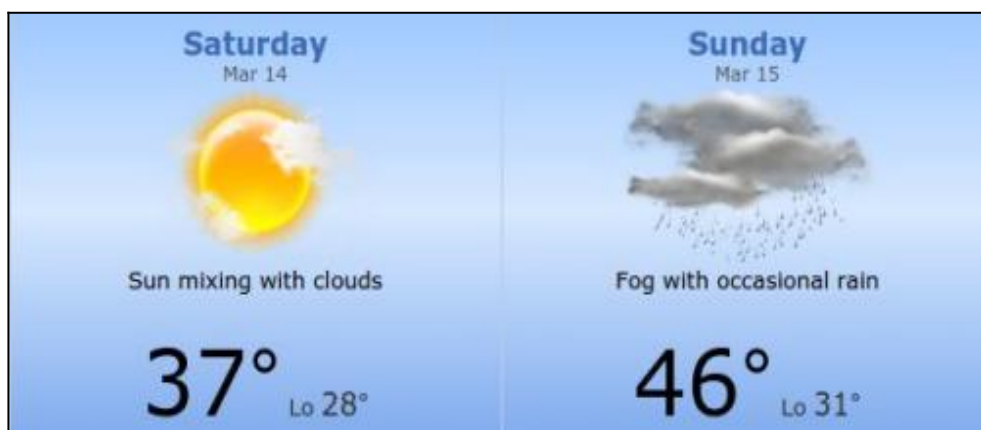 Saturday
Mar 14
Sun mixing with clouds
37° Lo 28°
Sunday
Mar 15
Fog with occasional rain
46° Lo 31°